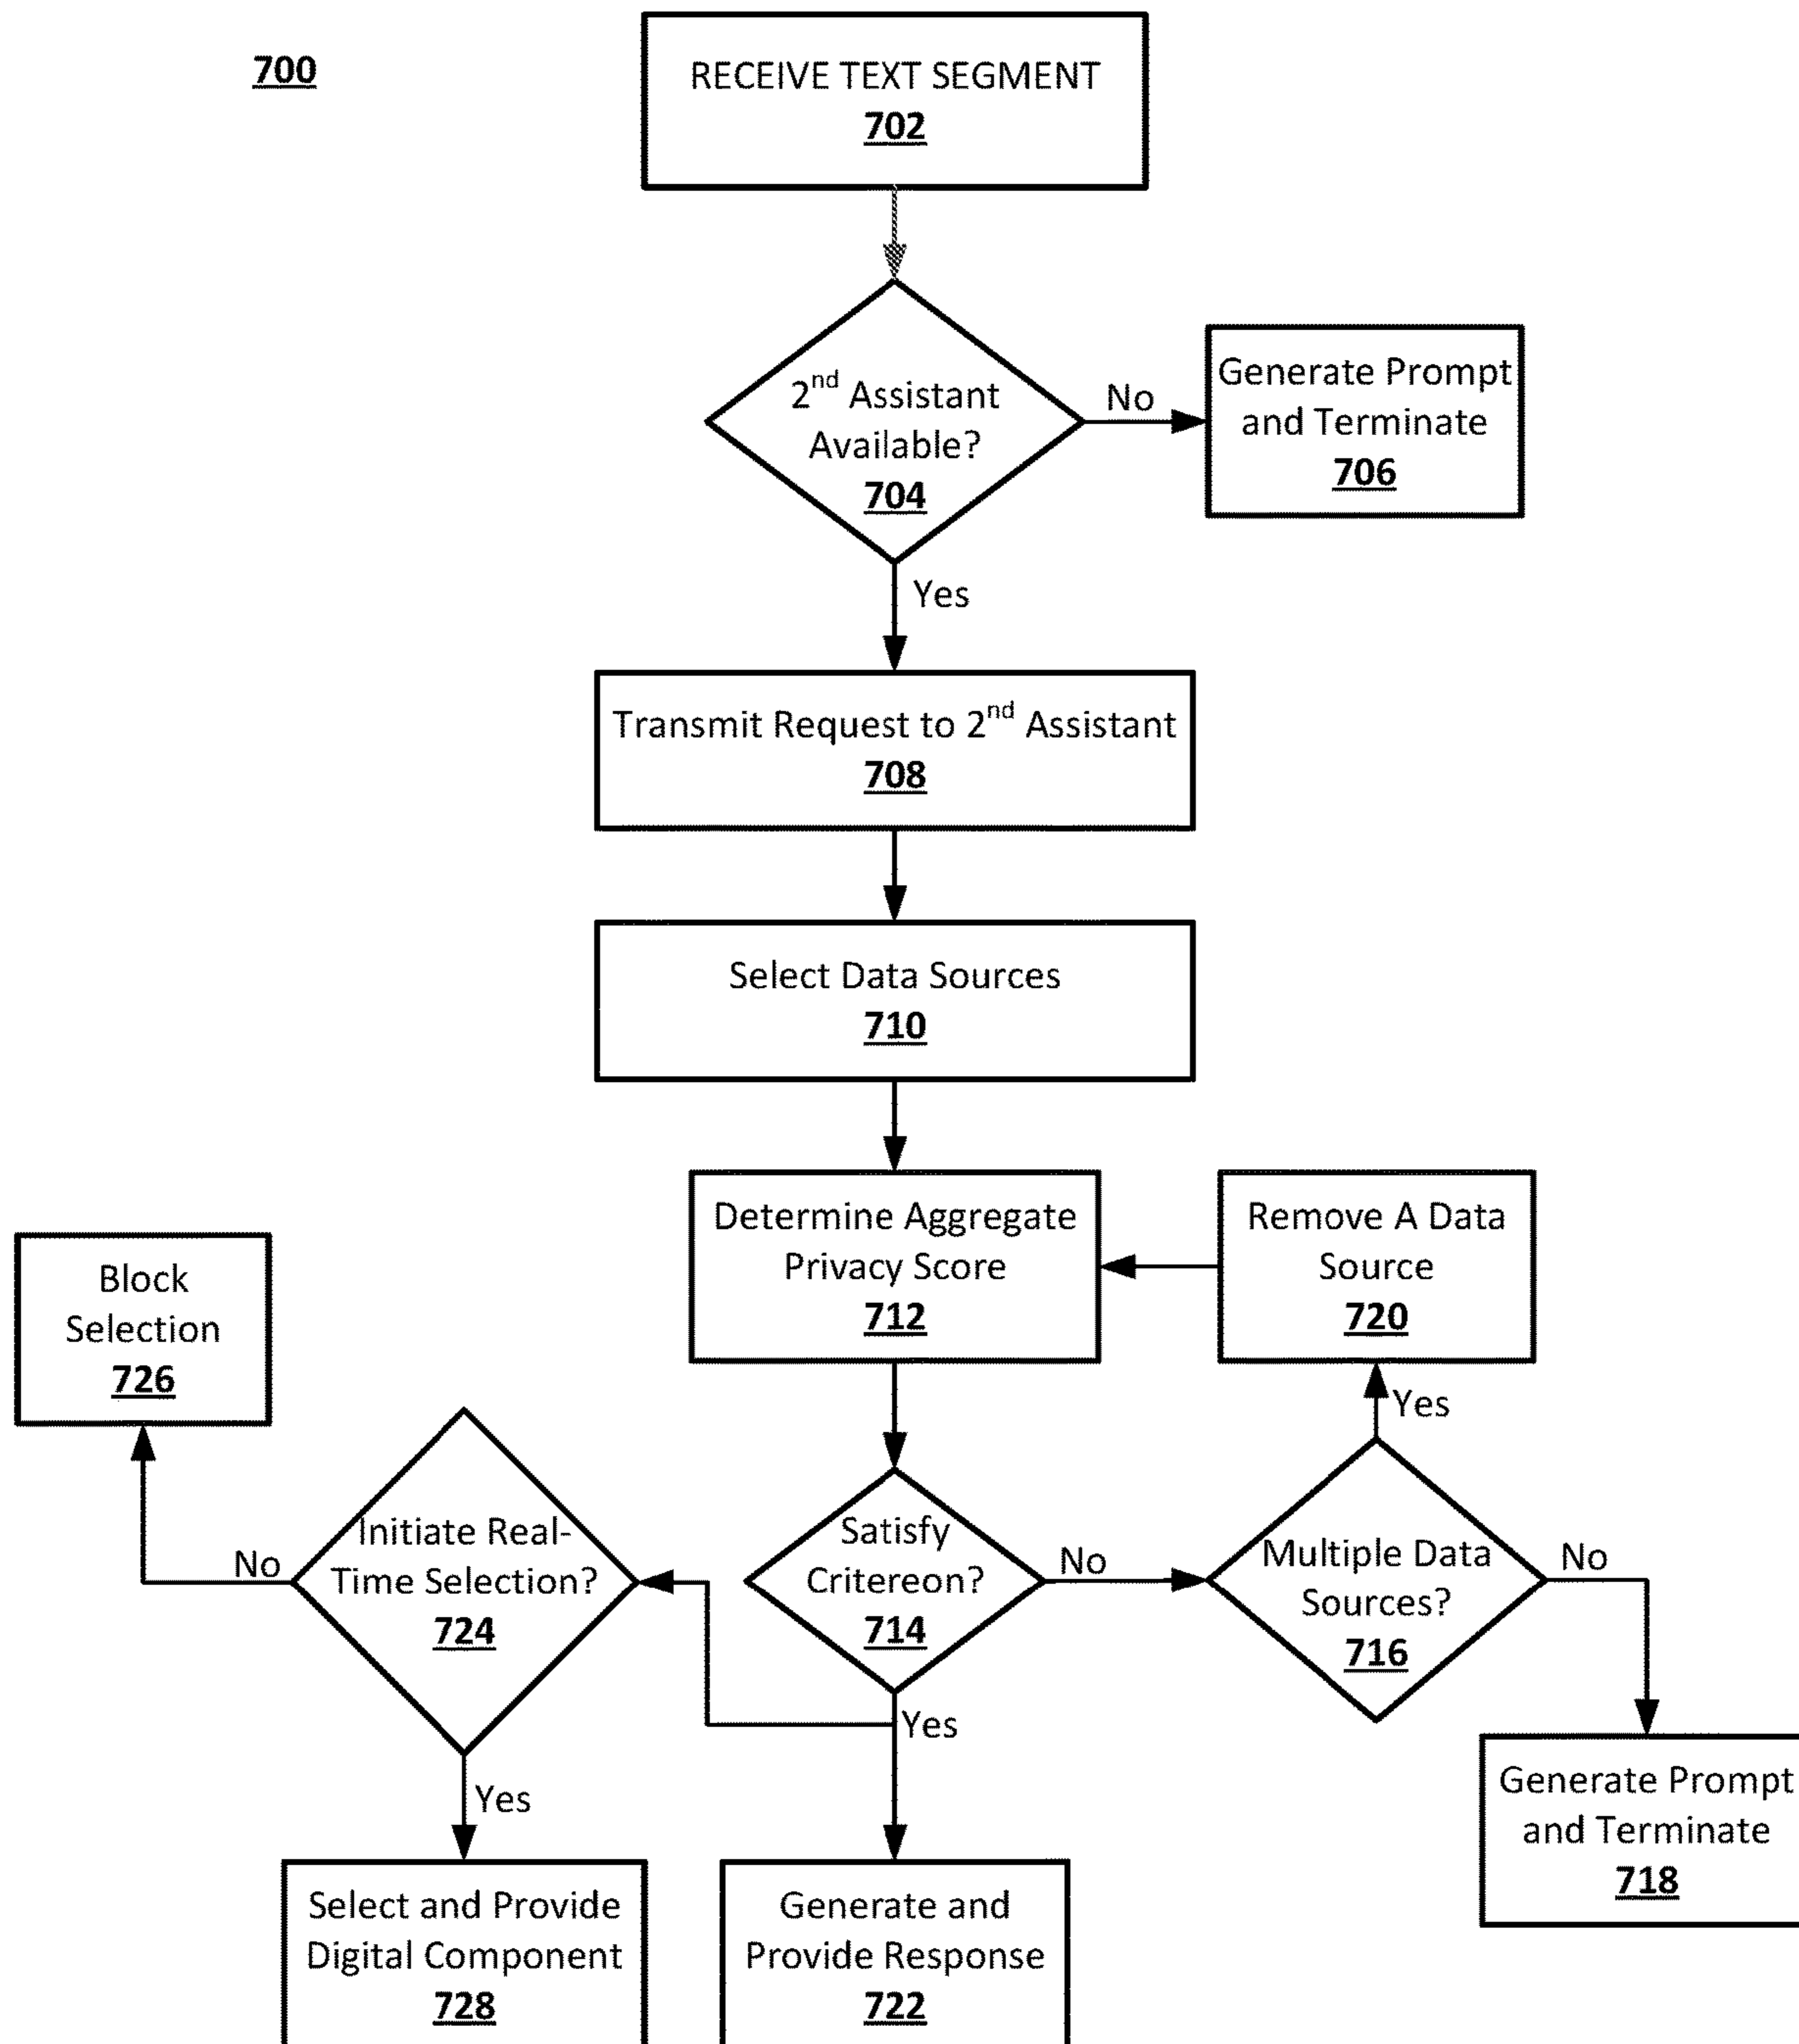 700
RECEIVE TEXT SEGMENT
702
2nd Assistant
Available?
704
No
Generate Prompt
and Terminate
706
Yes
Transmit Request to 2nd Assistant
708
Select Data Sources
710
Determine Aggregate
Privacy Score
712
Remove A Data
Source
720
Block
Selection
726
Yes
Initiate Real-
Time Selection?
724
No
Satisfy
Critereon?
714
No
Multiple Data
Sources?
716
No
Yes
Yes
Generate Prompt
and Terminate
718
Select and Provide
Digital Component
728
Generate and
Provide Response
722